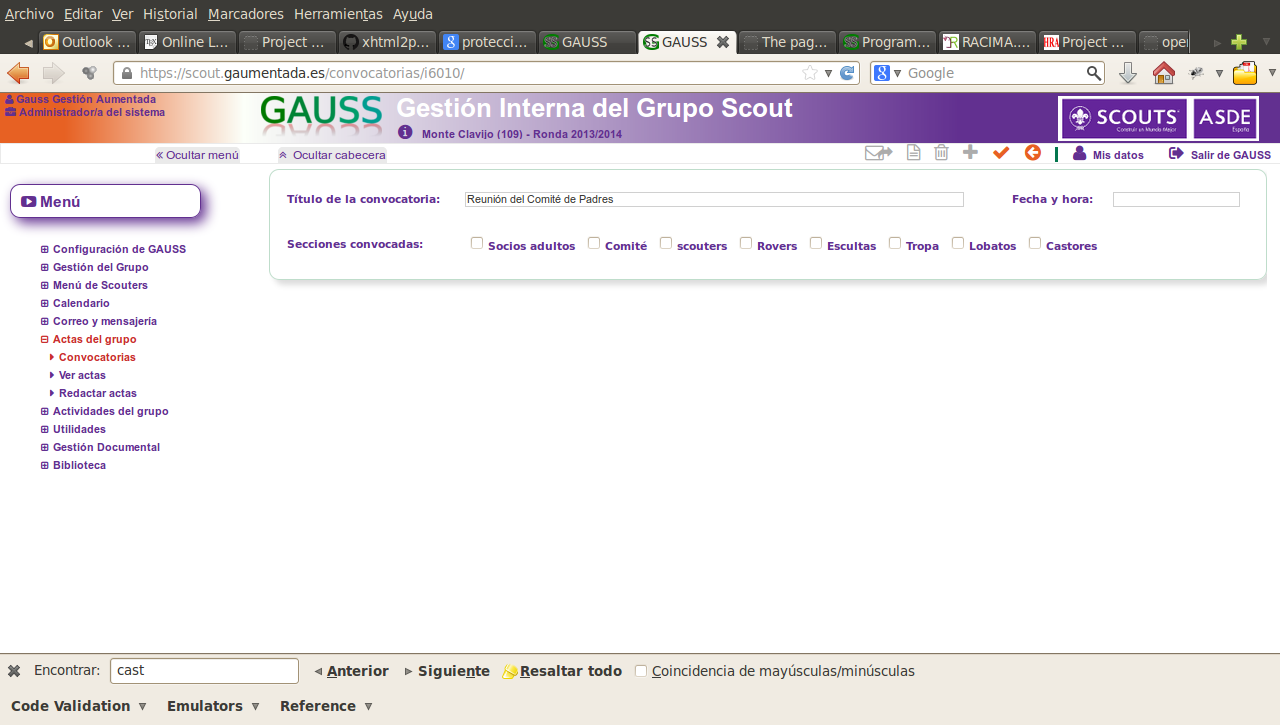 Archivo Editar Ver Historial Marcadores Herramientas Ayuda
Outlook ... Online L... Project ... xhtml2p... protecci... GAUSS GAUSS The pag... Program... RACIMA.... Project ... oper
https://scout.gaumentada.es/convocatorias/i6010/ Google
Gauss Gestión Aumentada
Administrador/a del sistema
GAUSS Gestión Interna del Grupo Scout
Monte Clavijo (109) - Ronda 2013/2014
SCOUTS
Construir un Mundo Mejor
ASDE
España
Ocultar menú Ocultar cabecera Mis datos Salir de GAUSS
Menú
Configuración de GAUSS
Gestión del Grupo
Menú de Scouters
Calendario
Correo y mensajería
Actas del grupo
Convocatorias
Ver actas
Redactar actas
Actividades del grupo
Utilidades
Gestión Documental
Biblioteca
Título de la convocatoria: Reunión del Comité de Padres Fecha y hora:
Secciones convocadas: Socios adultos Comité scouters Rovers Escultas Tropa Lobatos Castores
Encontrar: cast Anterior Siguiente Resaltar todo Coincidencia de mayúsculas/minúsculas
Code Validation Emulators Reference